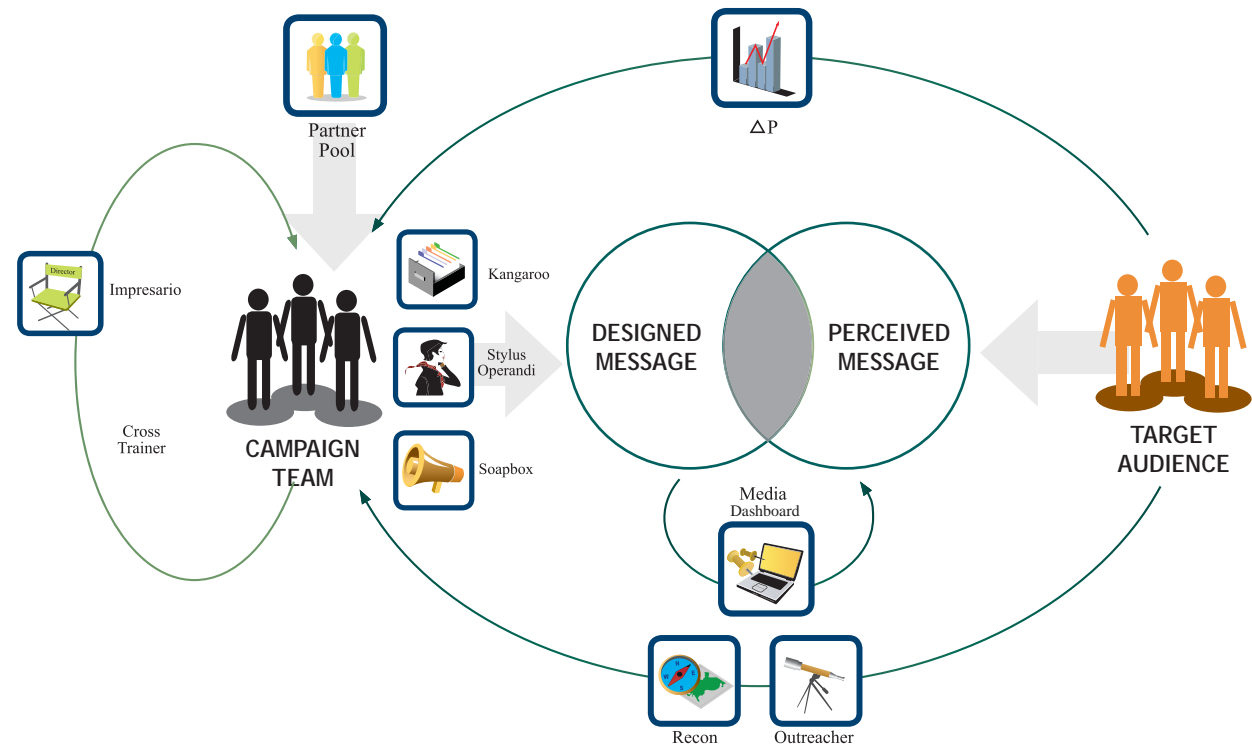 Partner
Pool
△P
Director
Impresario
Kangaroo
Stylus
Operandi
Soapbox
DESIGNED
MESSAGE
PERCEIVED
MESSAGE
Cross
Trainer
CAMPAIGN
TEAM
TARGET
AUDIENCE
Media
Dashboard
N
E
S
W
Recon
Outreacher